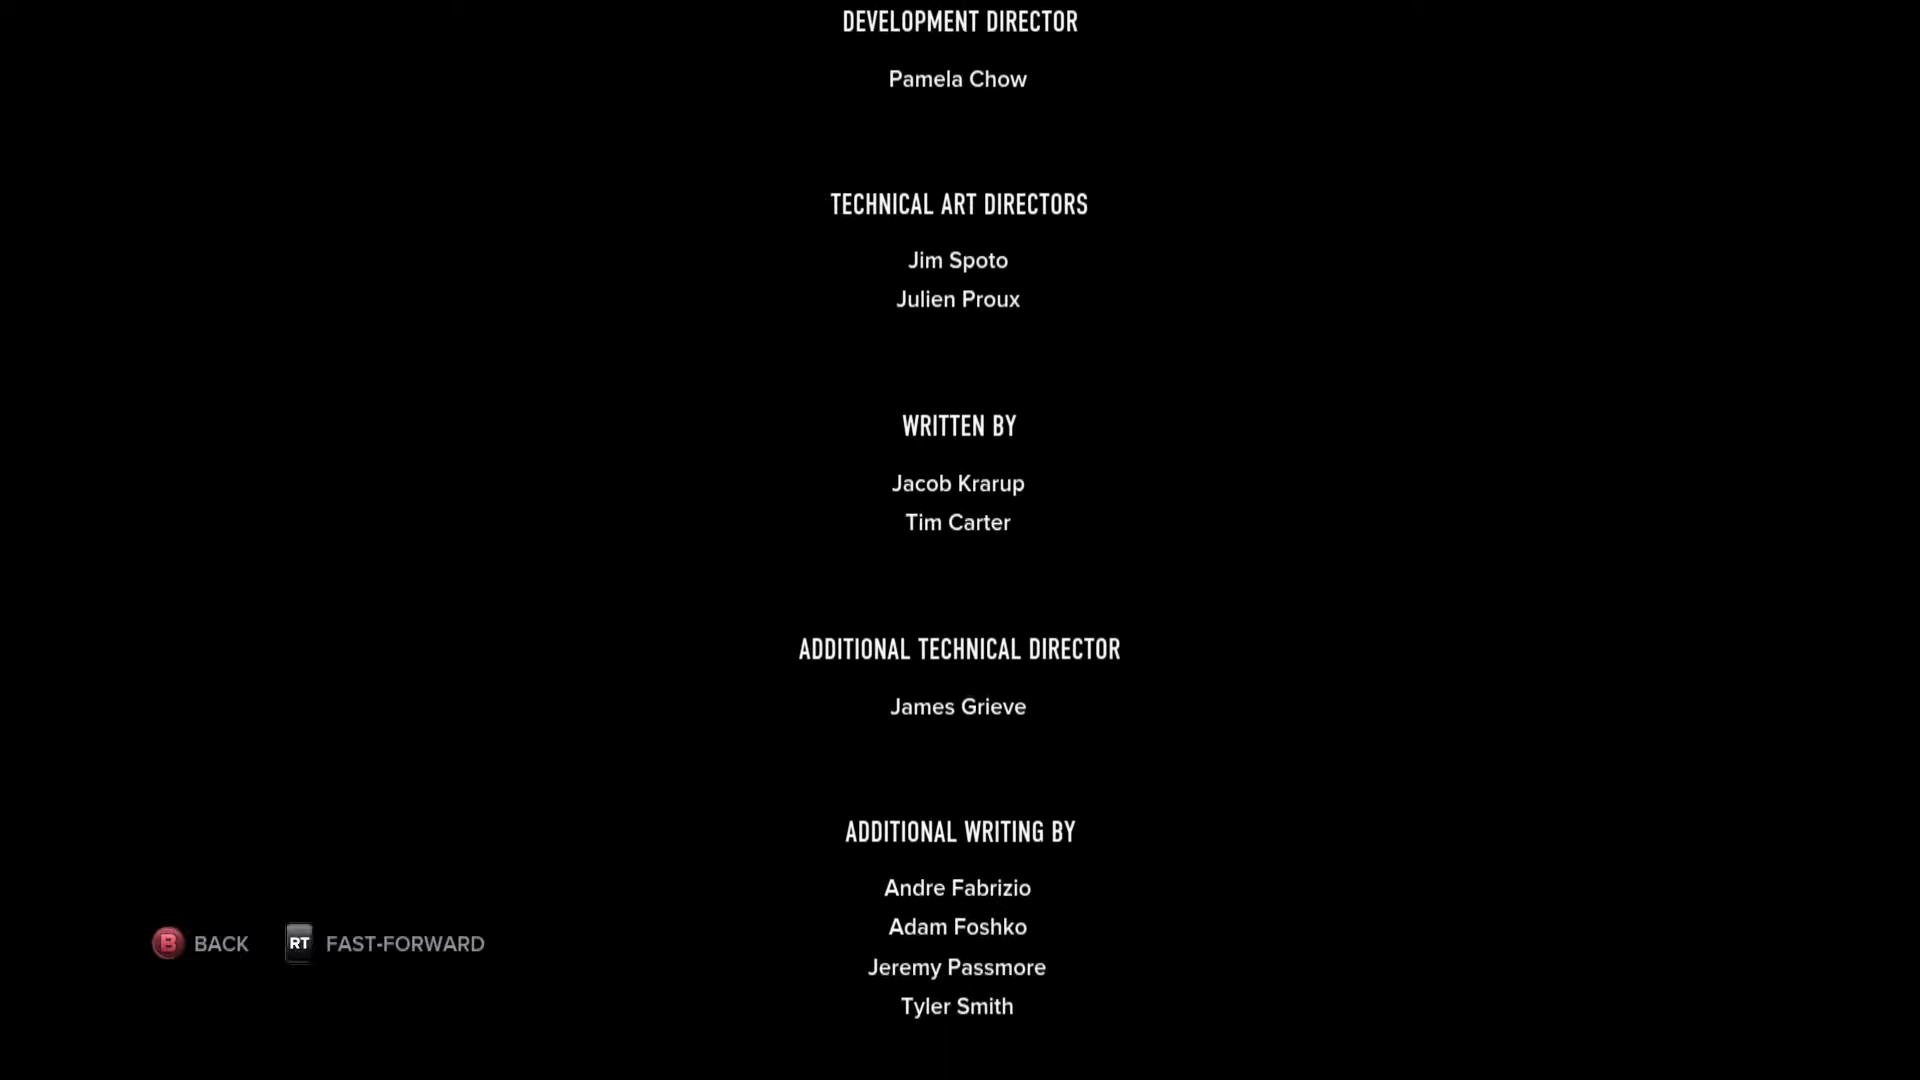 DEVELOPMENT DIRECTOR
Pamela Chow
TECHNICAL ART DIRECTORS
Jim Spoto
Julien Proux
WRITTEN BY
Jacob Krarup
Tim Carter
ADDITIONAL TECHNICAL DIRECTOR
James Grieve
ADDITIONAL WRITING BY
Andre Fabrizio
Adam Foshko
Jeremy Passmore
Tyler Smith
B BACK RT FAST-FORWARD